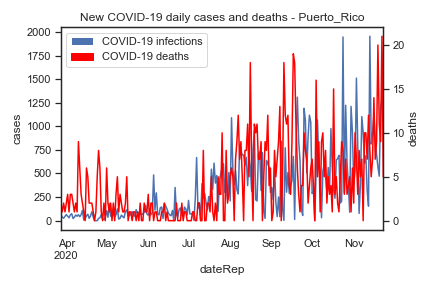 New COVID-19 daily cases and deaths - Puerto_Rico
COVID-19 infections
COVID-19 deaths
cases
2000
1750
1500
1250
1000
750
500
250
0
deaths
20
15
10
5
0
Apr May Jun Jul Aug Sep Oct Nov
2020
dateRep